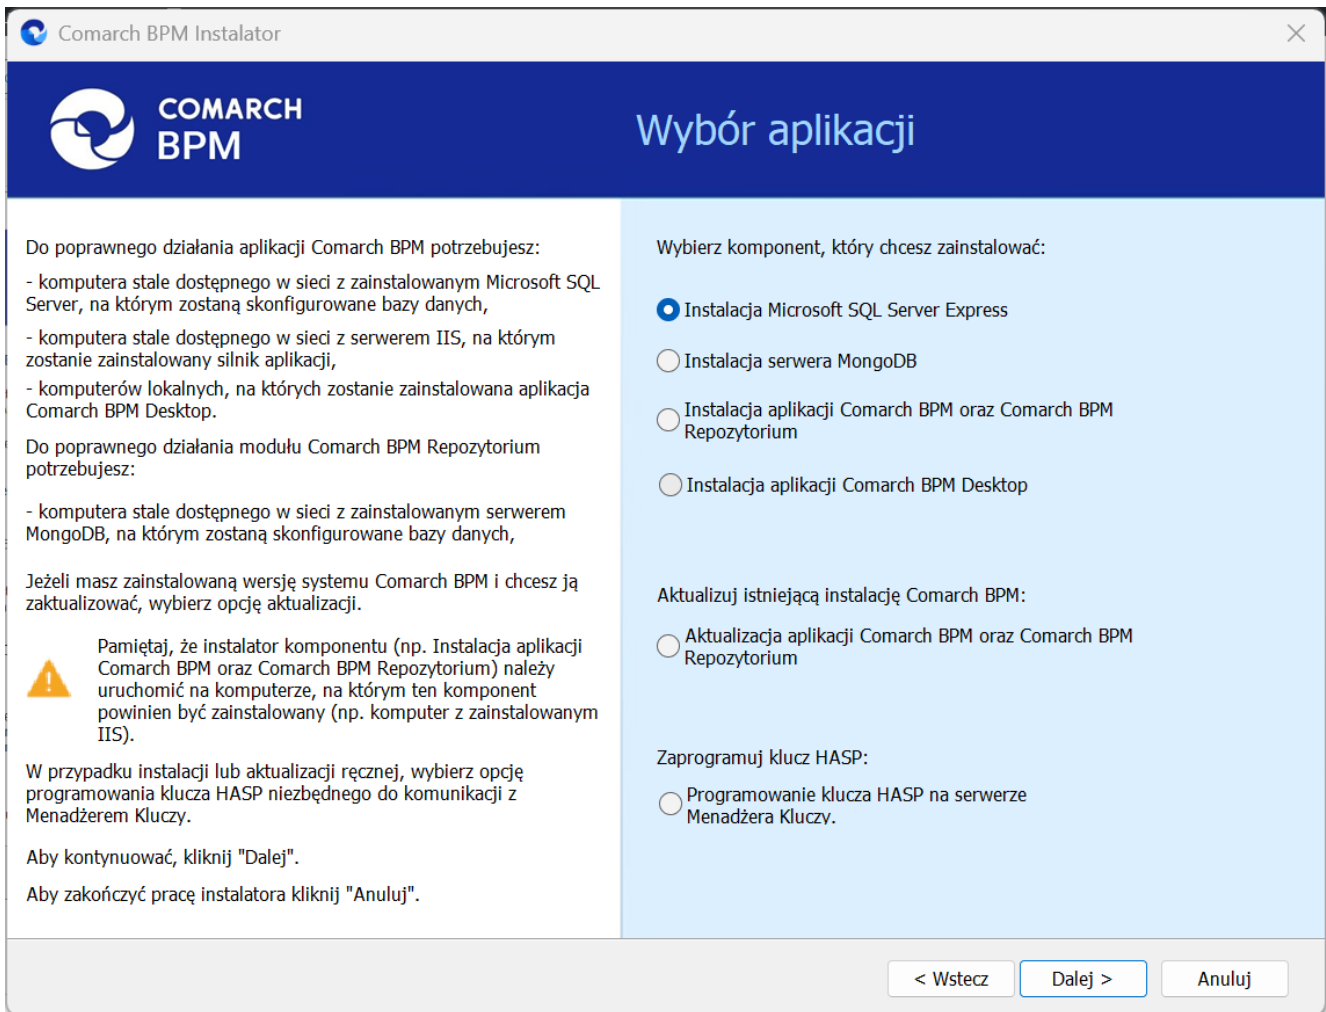 Comarch BPM Instalator
COMARCH
BPM
Wybór aplikacji
Do poprawnego działania aplikacji Comarch BPM potrzebujesz:
- komputera stale dostępnego w sieci z zainstalowanym Microsoft SQL
Server, na którym zostaną skonfigurowane bazy danych,
- komputera stale dostępnego w sieci z serwerem IIS, na którym
zostanie zainstalowany silnik aplikacji,
- komputerów lokalnych, na których zostanie zainstalowana aplikacja
Comarch BPM Desktop.
Do poprawnego działania modułu Comarch BPM Repozytorium
potrzebujesz:
- komputera stale dostępnego w sieci z zainstalowanym serwerem
MongoDB, na którym zostaną skonfigurowane bazy danych,
Jeżeli masz zainstalowaną wersję systemu Comarch BPM i chcesz ją
zaktualizować, wybierz opcję aktualizacji.
Pamiętaj, że instalator komponentu (np. Instalacja aplikacji
Comarch BPM oraz Comarch BPM Repozytorium) należy
uruchomić na komputerze, na którym ten komponent
powinien być zainstalowany (np. komputer z zainstalowanym
IIS).
W przypadku instalacji lub aktualizacji ręcznej, wybierz opcję
programowania klucza HASP niezbędnego do komunikacji z
Menadżerem Kluczy.
Aby kontynuować, kliknij "Dalej".
Aby zakończyć pracę instalatora kliknij "Anuluj".
Wybierz komponent, który chcesz zainstalować:
Instalacja Microsoft SQL Server Express
Instalacja serwera MongoDB
Instalacja aplikacji Comarch BPM oraz Comarch BPM
Repozytorium
Instalacja aplikacji Comarch BPM Desktop
Aktualizuj istniejącą instalację Comarch BPM:
Aktualizacja aplikacji Comarch BPM oraz Comarch BPM
Repozytorium
Zaprogramuj klucz HASP:
Programowanie klucza HASP na serwerze
Menadżera Kluczy.
< Wstecz
Dalej >
Anuluj